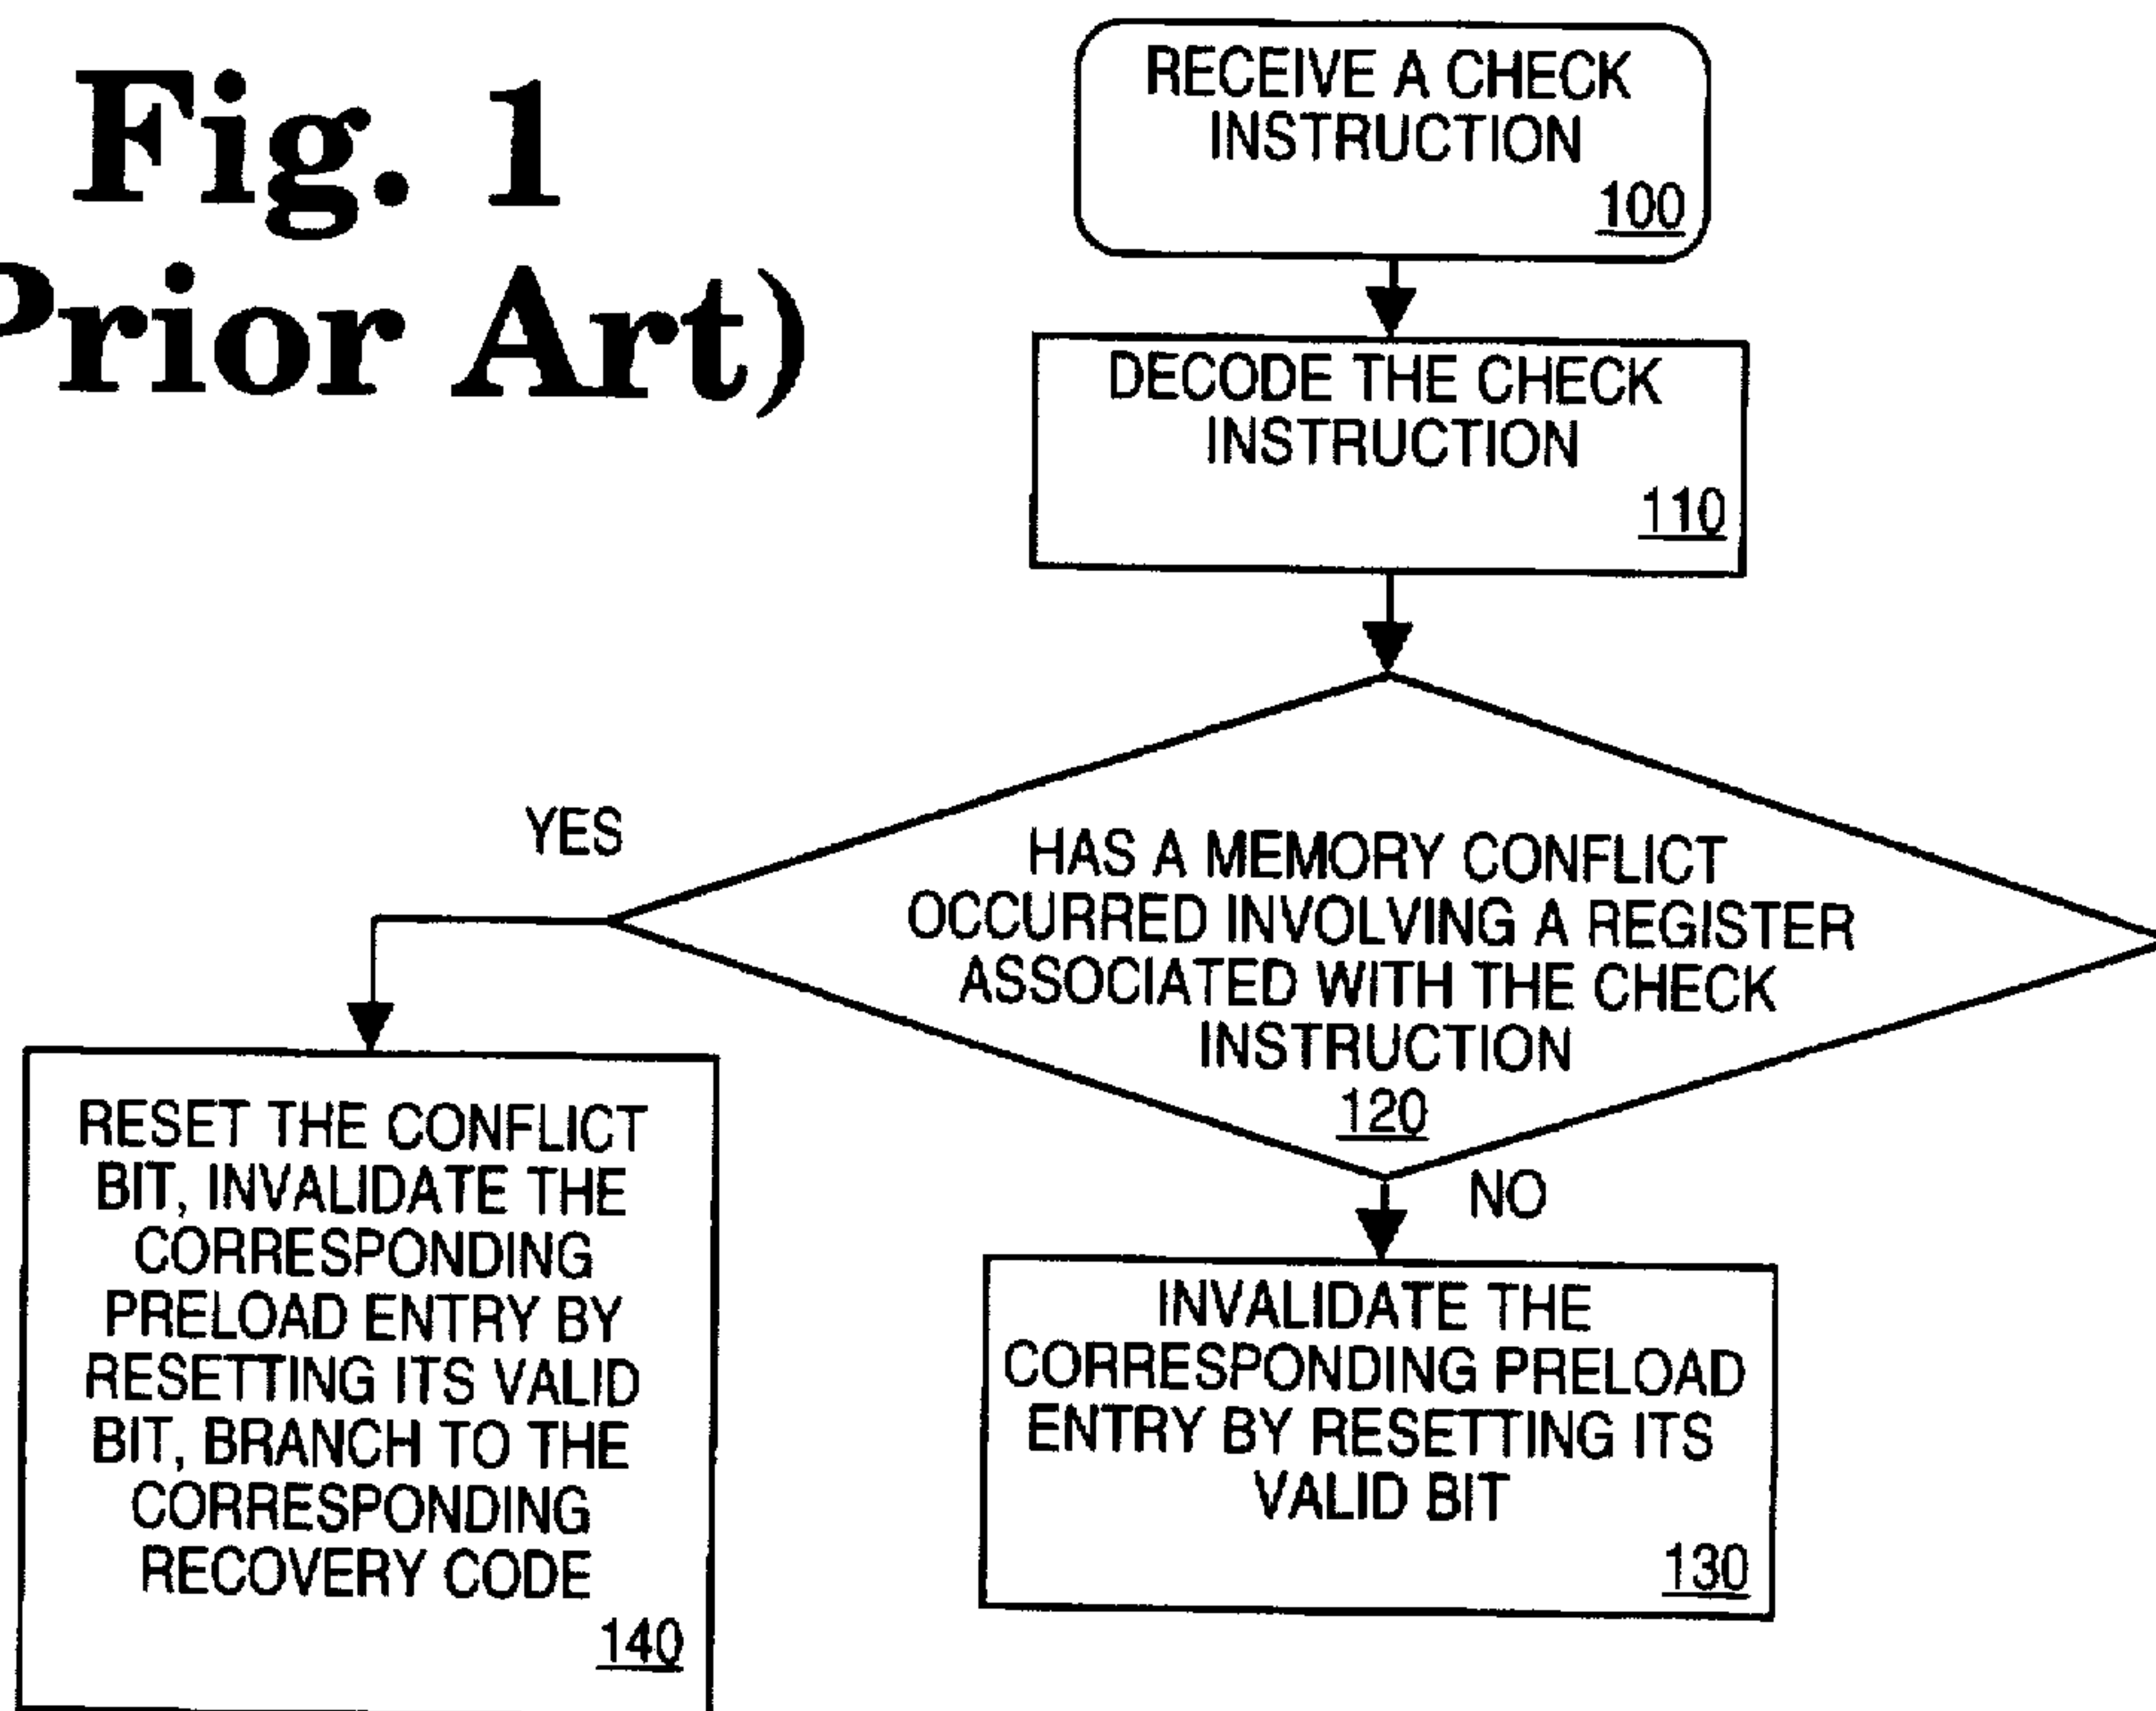 Fig. 1
Prior Art)
RECEIVE A CHECK
INSTRUCTION
100
DECODE THE CHECK
INSTRUCTION
110
YES
HAS A MEMORY CONFLICT
OCCURRED INVOLVING A REGISTER
ASSOCIATED WITH THE CHECK
INSTRUCTION
120
NO
RESET THE CONFLICT
BIT, INVALIDATE THE
CORRESPONDING
PRELOAD ENTRY BY
RESETTING ITS VALID
BIT, BRANCH TO THE
CORRESPONDING
RECOVERY CODE
140
INVALIDATE THE
CORRESPONDING PRELOAD
ENTRY BY RESETTING ITS
VALID BIT
130